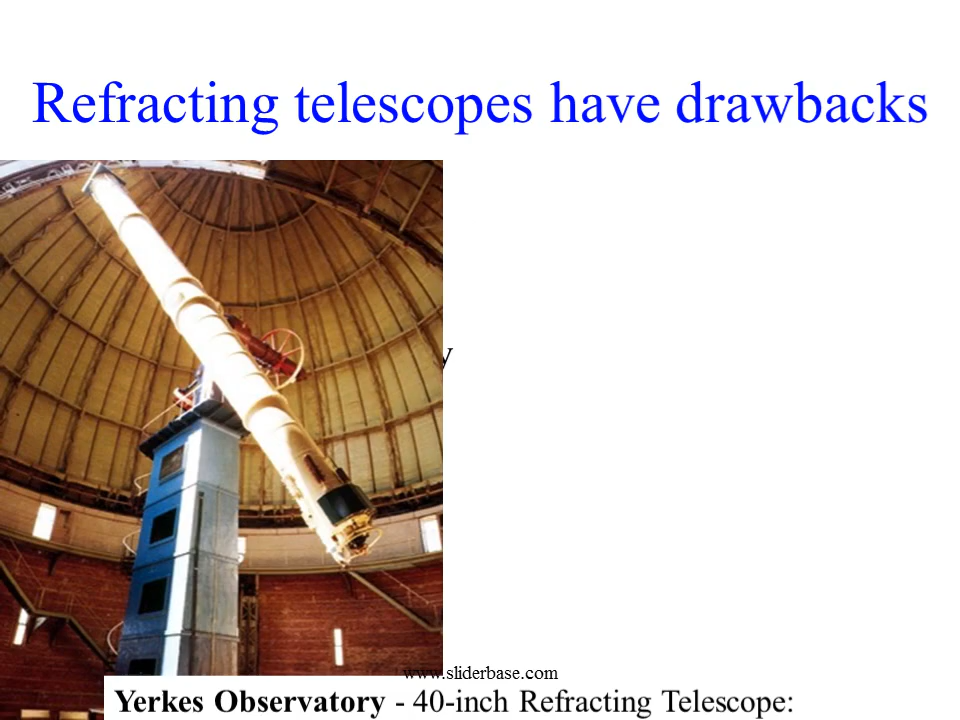 Refracting telescopes have drawbacks
y
www.sliderbase.com
Yerkes Observatory - 40-inch Refracting Telescope: